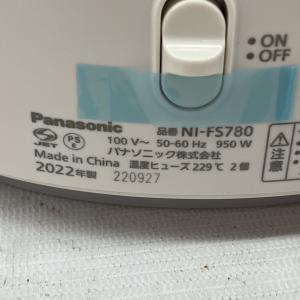 • ON
• OFF
Panasonic 品番 NI-FS780
JET PS E 100 V~ 50-60 Hz 950 W
Made in China パナソニック株式会社
2022年製 温度ヒューズ 229℃ 2個
220927
注意